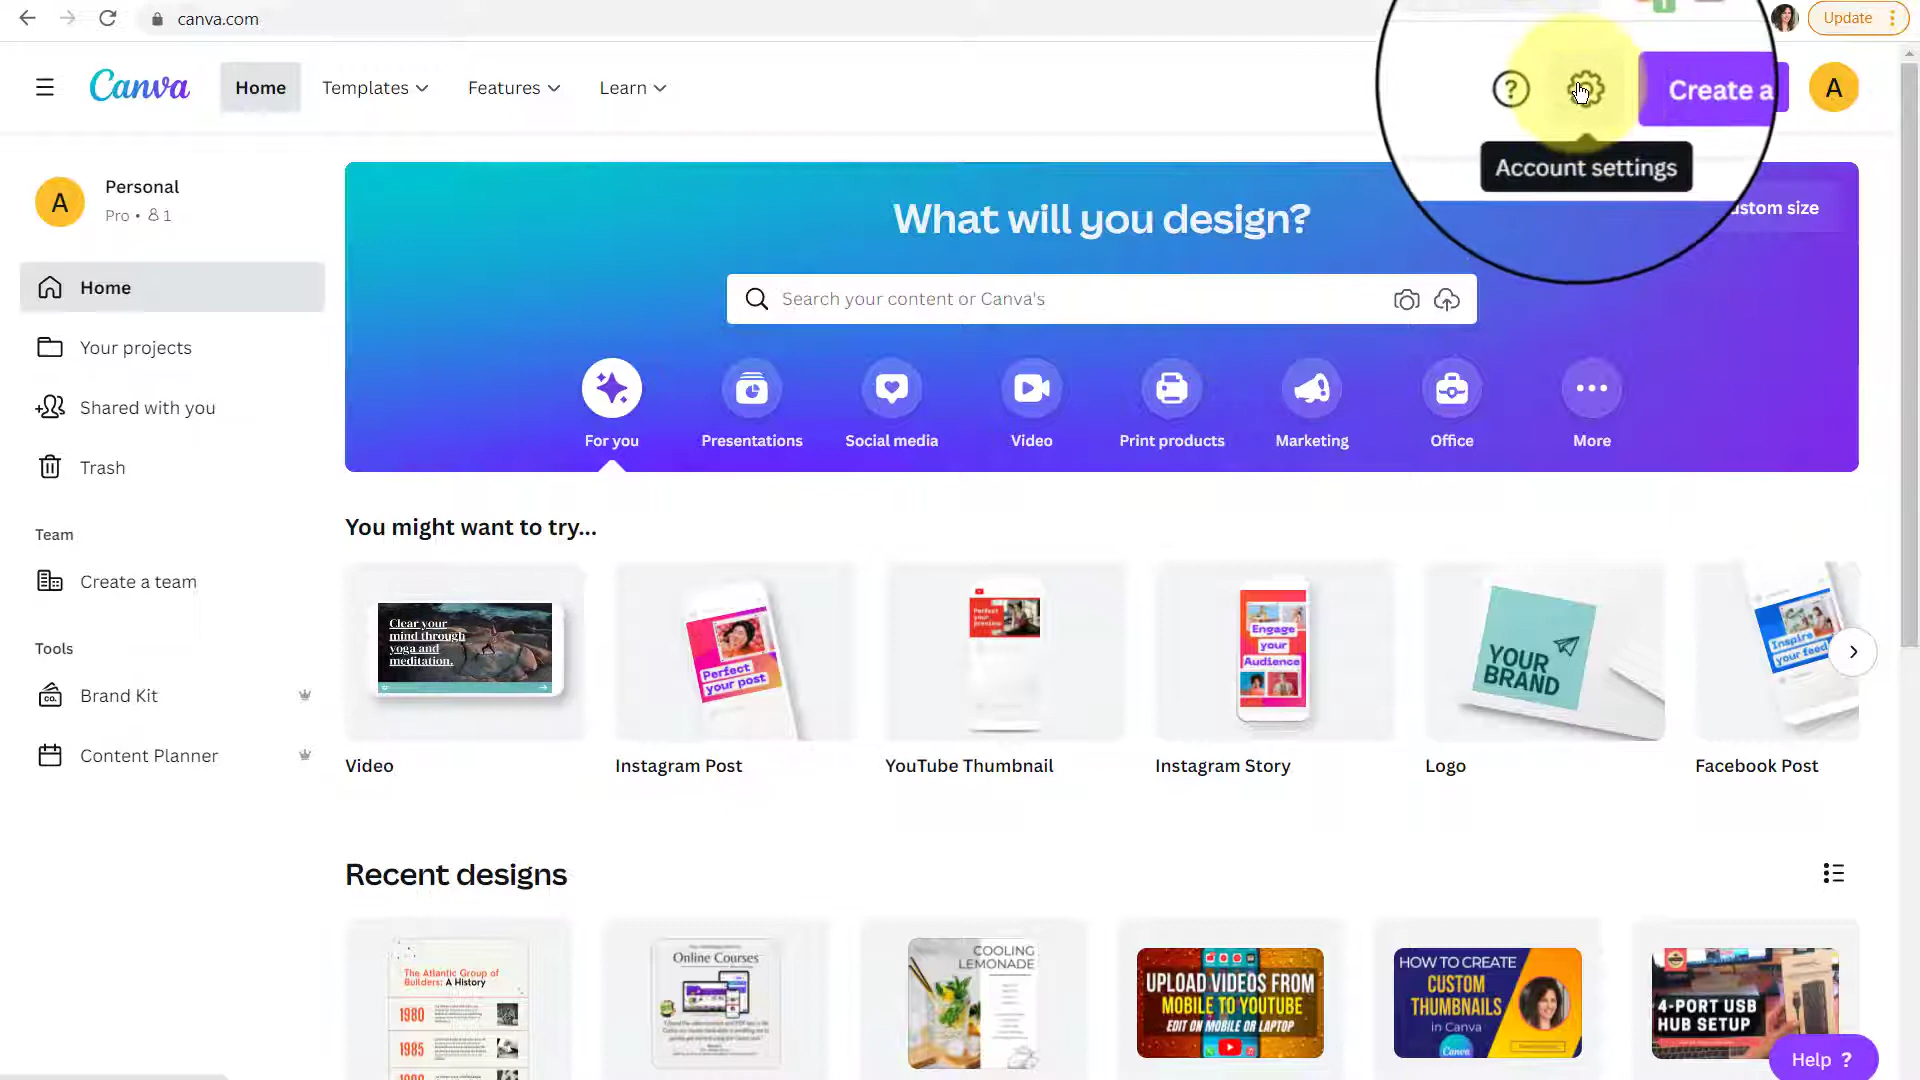 canva.com
Update
Canva
Home
Templates
Features
Learn
?
Create a
A
Account settings
A
Personal
Pro • 1
Home
Your projects
Shared with you
Trash
Team
Create a team
Tools
Brand Kit
Content Planner
What will you design?
stom size
Search your content or Canva's
For you
Presentations
Social media
Video
Print products
Marketing
Office
More
You might want to try...
Clear your
mind through
yoga and
meditation.
Perfect
your post
Perfect
your
preview
Engage
your
Audience
YOUR
BRAND
Inspire
your feed
Video
Instagram Post
YouTube Thumbnail
Instagram Story
Logo
Facebook Post
Recent designs
The Atlantic Group of
Builders: A History
1980
1985
Online Courses
COOLING
LEMONADE
UPLOAD VIDEOS FROM
MOBILE TO YOUTUBE
EDIT ON MOBILE OR LAPTOP
HOW TO CREATE
CUSTOM
THUMBNAILS
in Canva
Canva
4-PORT USB
HUB SETUP
Help ?